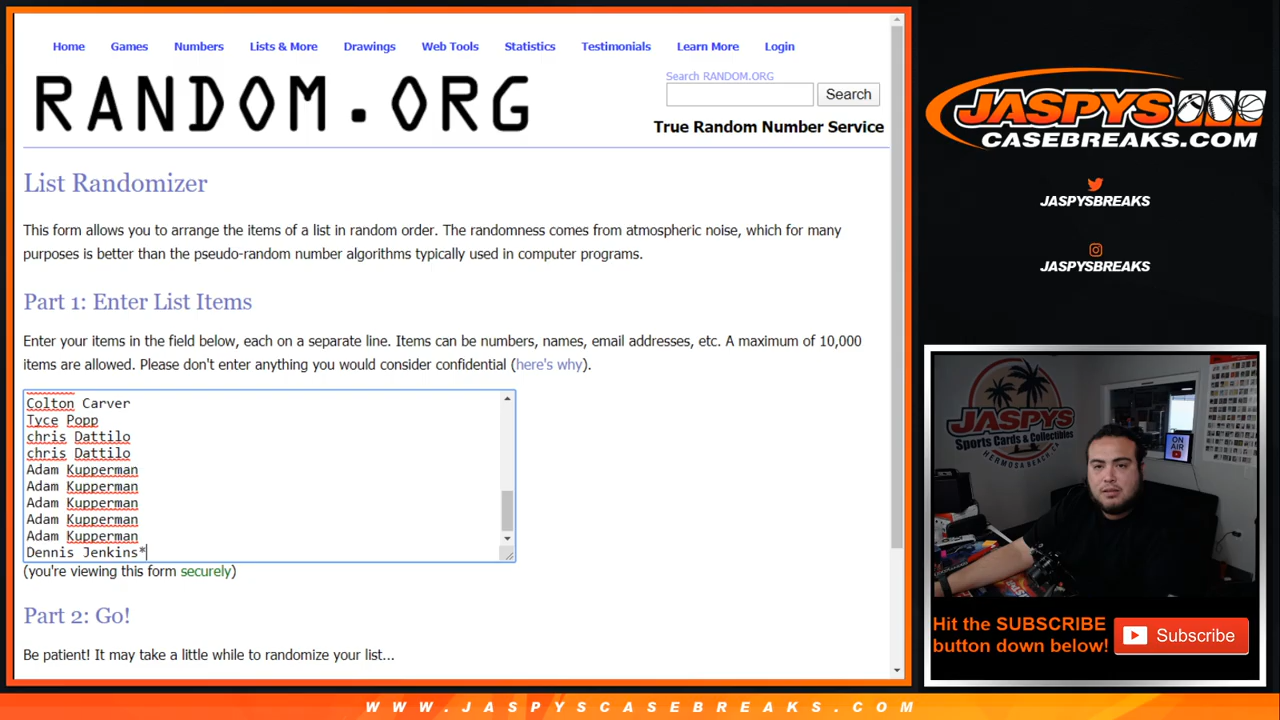 Home Games Numbers Lists & More Drawings Web Tools Statistics Testimonials Learn More Login
RANDOM.ORG
Search RANDOM.ORG
Search
True Random Number Service
List Randomizer
This form allows you to arrange the items of a list in random order. The randomness comes from atmospheric noise, which for many
purposes is better than the pseudo-random number algorithms typically used in computer programs.
Part 1: Enter List Items
Enter your items in the field below, each on a separate line. Items can be numbers, names, email addresses, etc. A maximum of 10,000
items are allowed. Please don't enter anything you would consider confidential (here's why).
Colton Carver
Tyce Popp
chris Dattilo
chris Dattilo
Adam Kupperman
Adam Kupperman
Adam Kupperman
Adam Kupperman
Adam Kupperman
Dennis Jenkins*
(you're viewing this form securely)
Part 2: Go!
Be patient! It may take a little while to randomize your list...
JASPYS
CASEBREAKS.COM
JASPYSBREAKS
JASPYSBREAKS
JASPYS
Sports Cards & Collectibles
HERMOSA BEACH, CA
ON
AIR
Hit the SUBSCRIBE
button down below!
Subscribe
WWW.JASPYSCASEBREAKS.COM